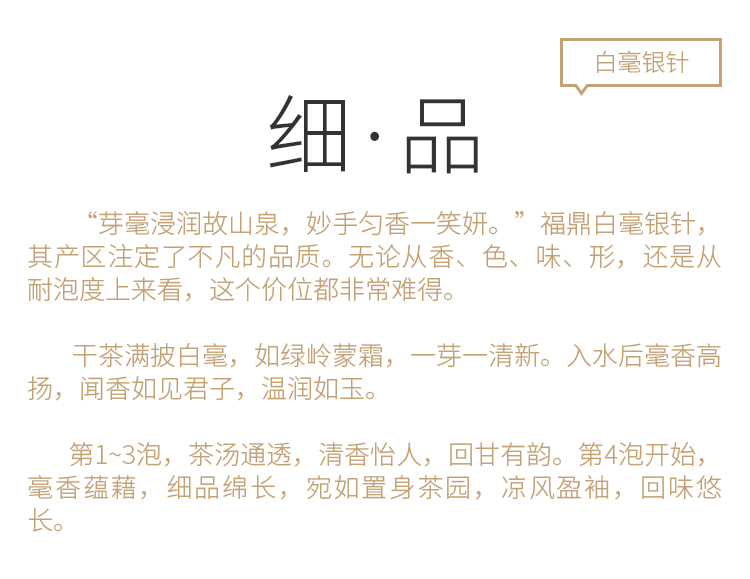 白毫银针
细·品
“芽毫浸润故山泉，妙手匀香一笑妍。”福鼎白毫银针，
其产区注定了不凡的品质。无论从香、色、味、形，还是从
耐泡度上来看，这个价位都非常难得。
干茶满披白毫，如绿岭蒙霜，一芽一清新。入水后毫香高
扬，闻香如见君子，温润如玉。
第1~3泡，茶汤通透，清香怡人，回甘有韵。第4泡开始，
毫香蕴藉，细品绵长，宛如置身茶园，凉风盈袖，回味悠
长。